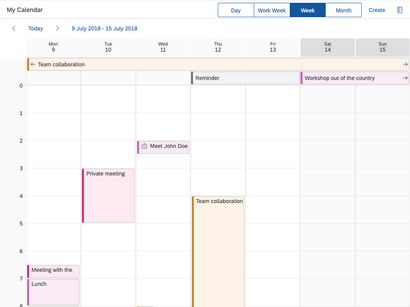 My Calendar
Day
Work Week
Week
Month
Create
Today
9 July 2018 - 15 July 2018
Mon
9
Tue
10
Wed
11
Thu
12
Fri
13
Sat
14
Sun
15
Team collaboration
Reminder
Workshop out of the country
0
1
2
Meet John Doe
3
Private meeting
4
Team collaboration
5
6
Meeting with the
7
Lunch